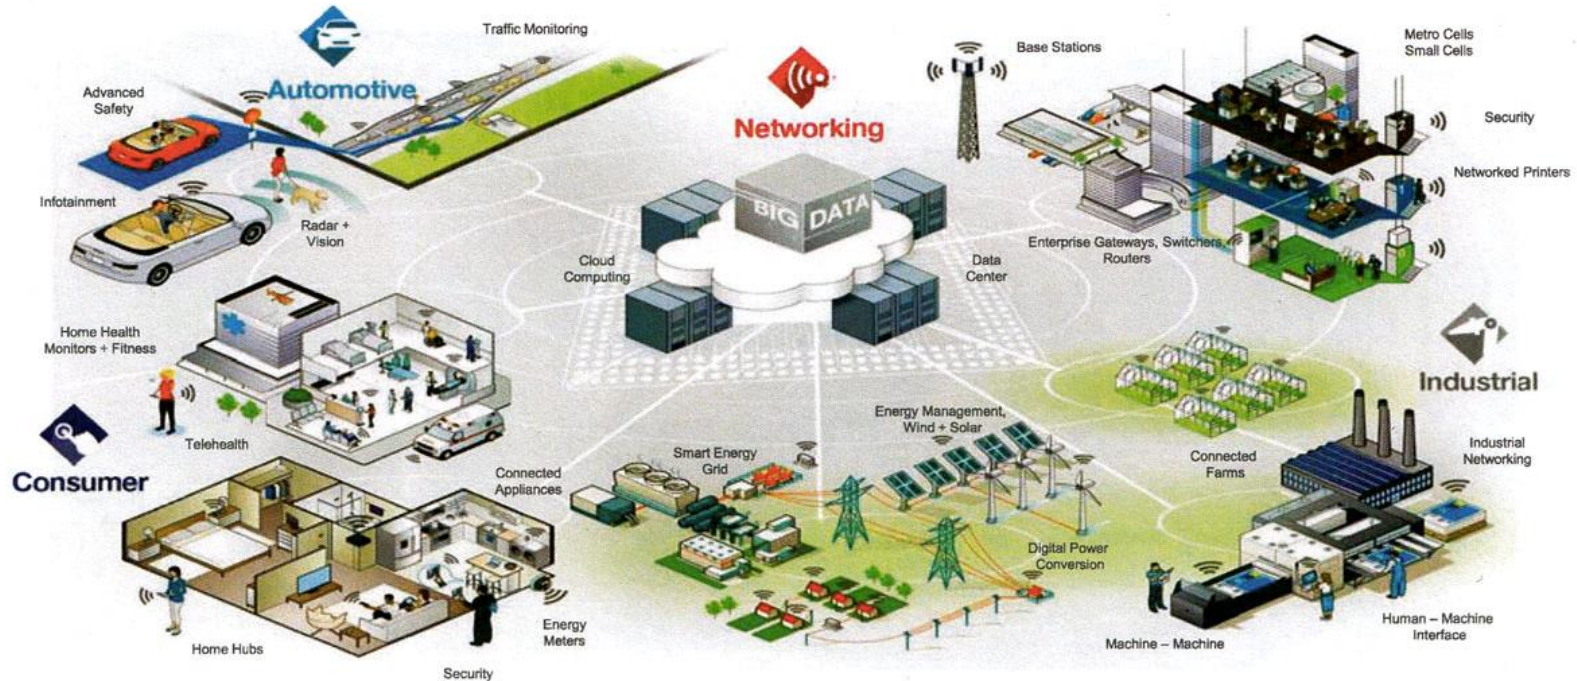 Traffic Monitoring
Automotive
Advanced
Safety
Infotainment
Radar +
Vision
Networking
BIG DATA
Cloud
Computing
Data
Center
Base Stations
Metro Cells
Small Cells
Security
Networked Printers
Enterprise Gateways, Switchers,
Routers
Home Health
Monitors + Fitness
Telehealth
Consumer
Connected
Appliances
Home Hubs
Security
Energy
Meters
Smart Energy
Grid
Energy Management,
Wind + Solar
Digital Power
Conversion
Connected
Farms
Industrial
Industrial
Networking
Machine – Machine
Human – Machine
Interface